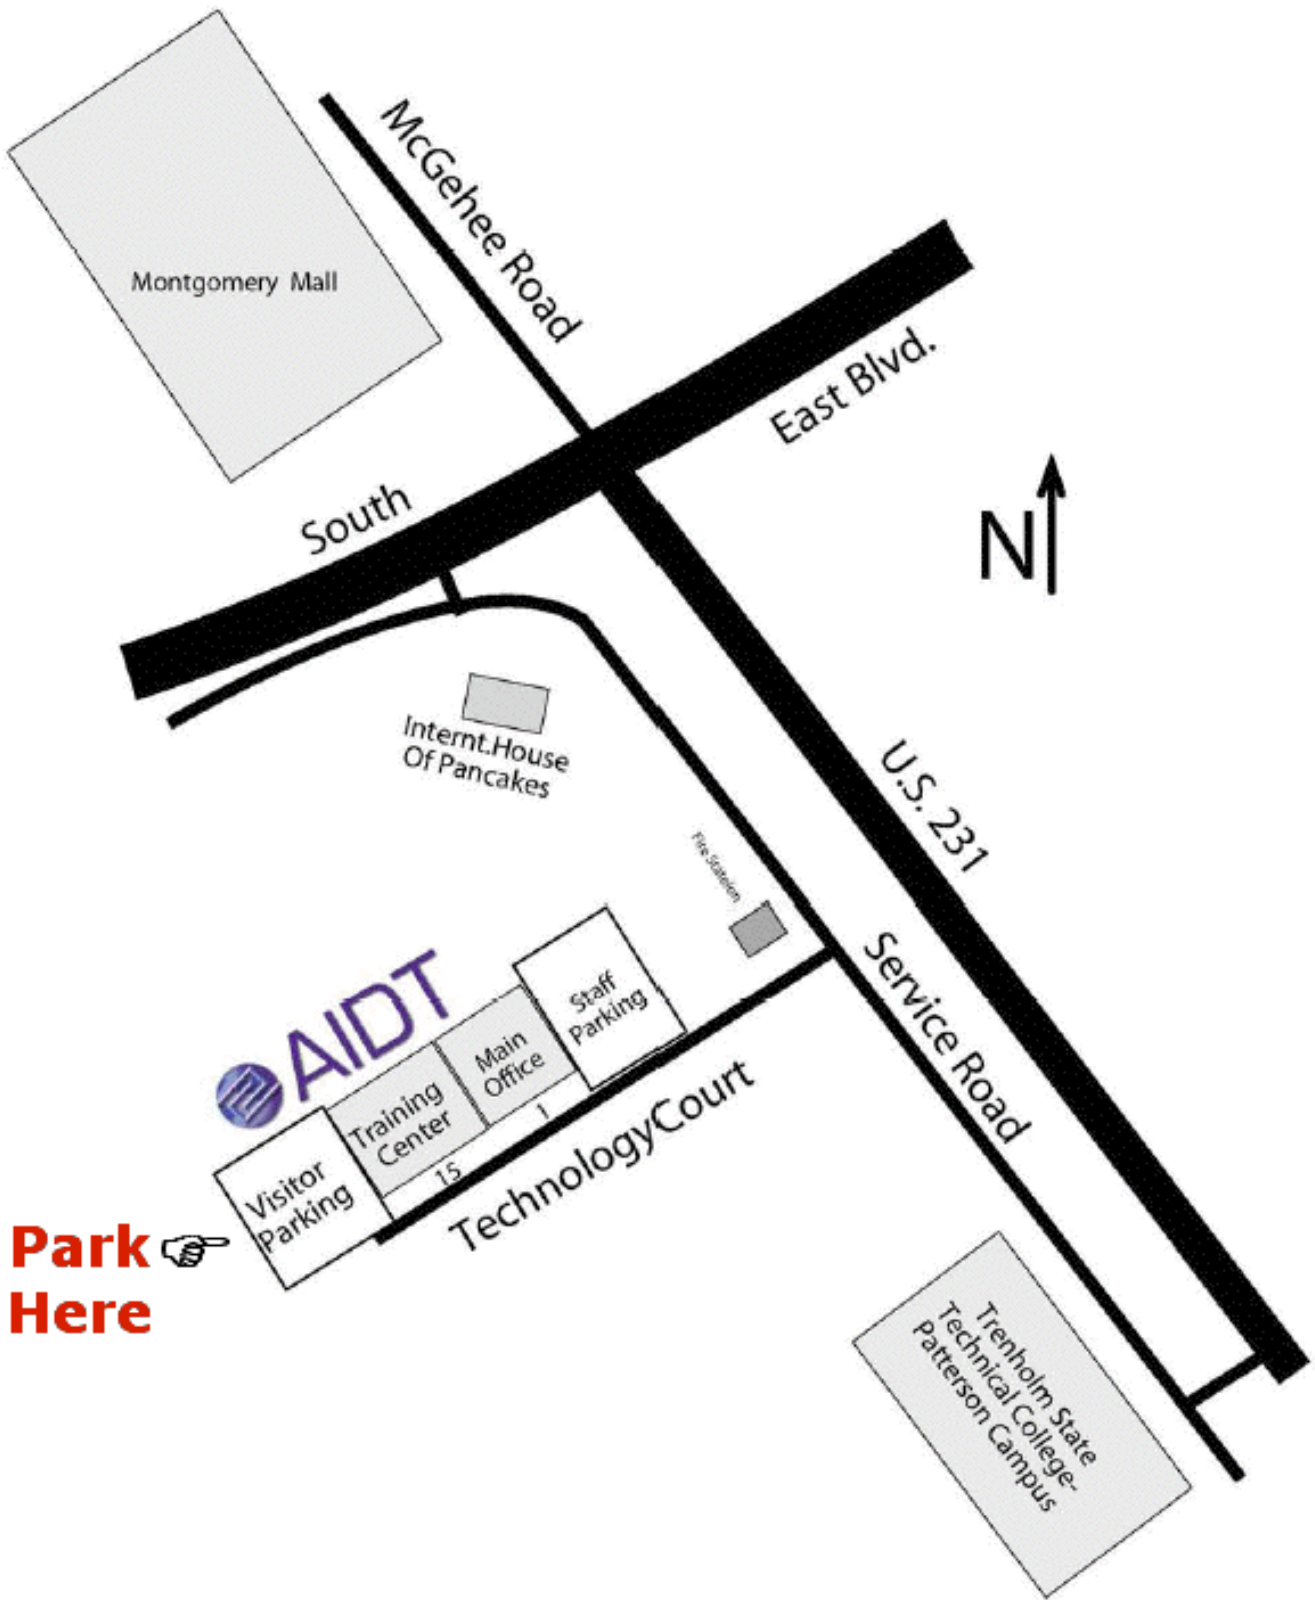 McGehee Road
Montgomery Mall
East Blvd.
South
N
Internt.House
Of Pancakes
U.S. 231
Fire Stateion
Service Road
AIDT
Staff
Parking
Main
Office
Training
Center
1
15
Visitor
Parking
TechnologyCourt
Park
Here
Trenholm State
Technical College-
Patterson Campus